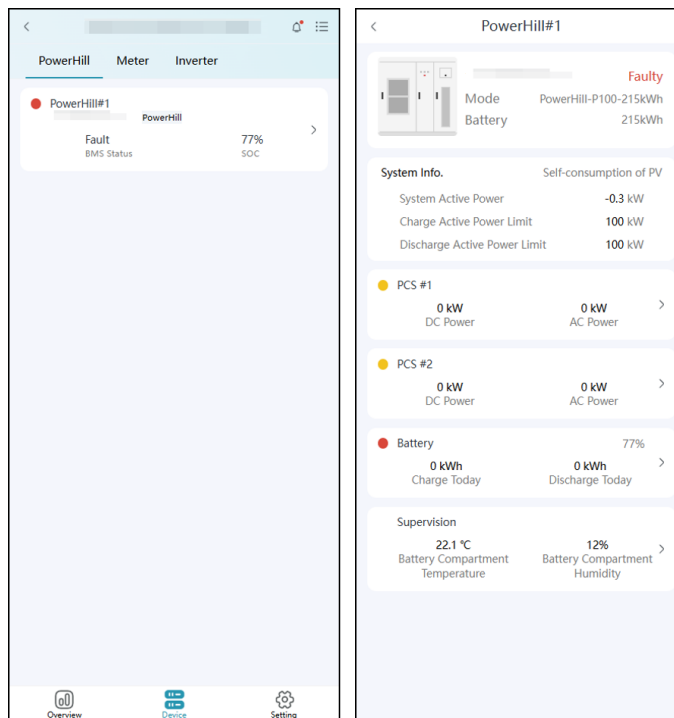 PowerHill Meter Inverter
PowerHill#1
PowerHill
Fault 77%
BMS Status SOC
Overview Device Setting
PowerHill#1
Faulty
Mode PowerHill-P100-215kWh
Battery 215kWh
System Info. Self-consumption of PV
System Active Power -0.3 kW
Charge Active Power Limit 100 kW
Discharge Active Power Limit 100 kW
PCS #1
0 kW 0 kW
DC Power AC Power
PCS #2
0 kW 0 kW
DC Power AC Power
Battery 77%
0 kWh 0 kWh
Charge Today Discharge Today
Supervision
22.1 ℃ 12%
Battery Compartment Battery Compartment
Temperature Humidity